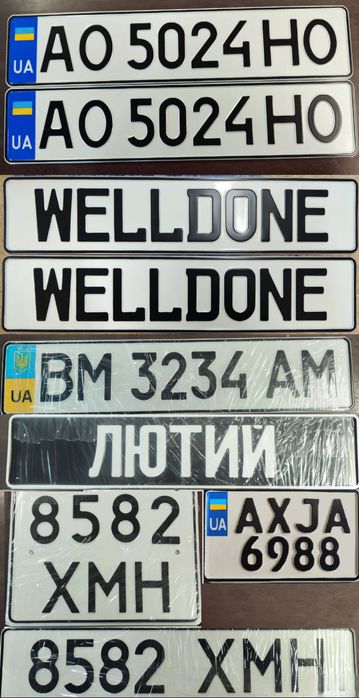 UA AO 5024 HO
UA AO 5024 HO
WELLDONE
WELLDONE
UA BM 3234 AM
ЛЮТИЙ
8582
XMH
UA AXJA
6988
8582 XMH